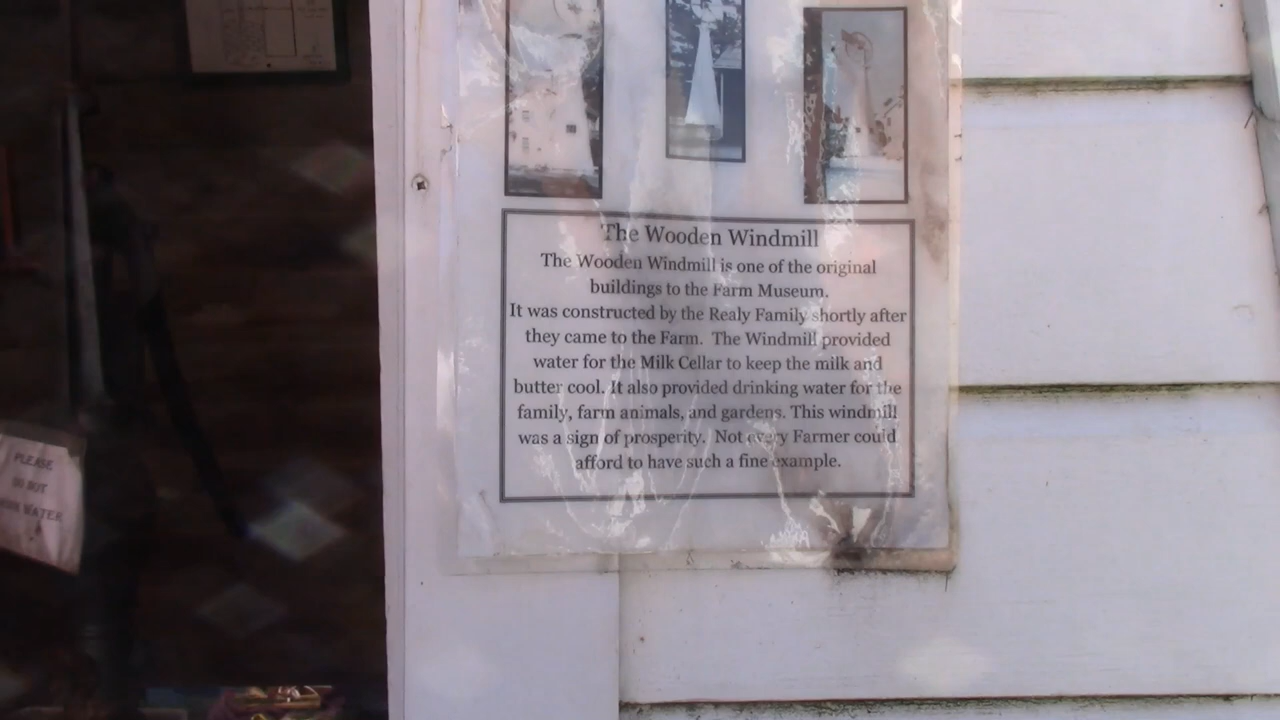 The Wooden Windmill
The Wooden Windmill is one of the original
buildings to the Farm Museum.
It was constructed by the Realy Family shortly after
they came to the Farm. The Windmill provided
water for the Milk Cellar to keep the milk and
butter cool. It also provided drinking water for the
family, farm animals, and gardens. This windmill
was a sign of prosperity. Not every Farmer could
afford to have such a fine example.
PLEASE
DO NOT
WATER